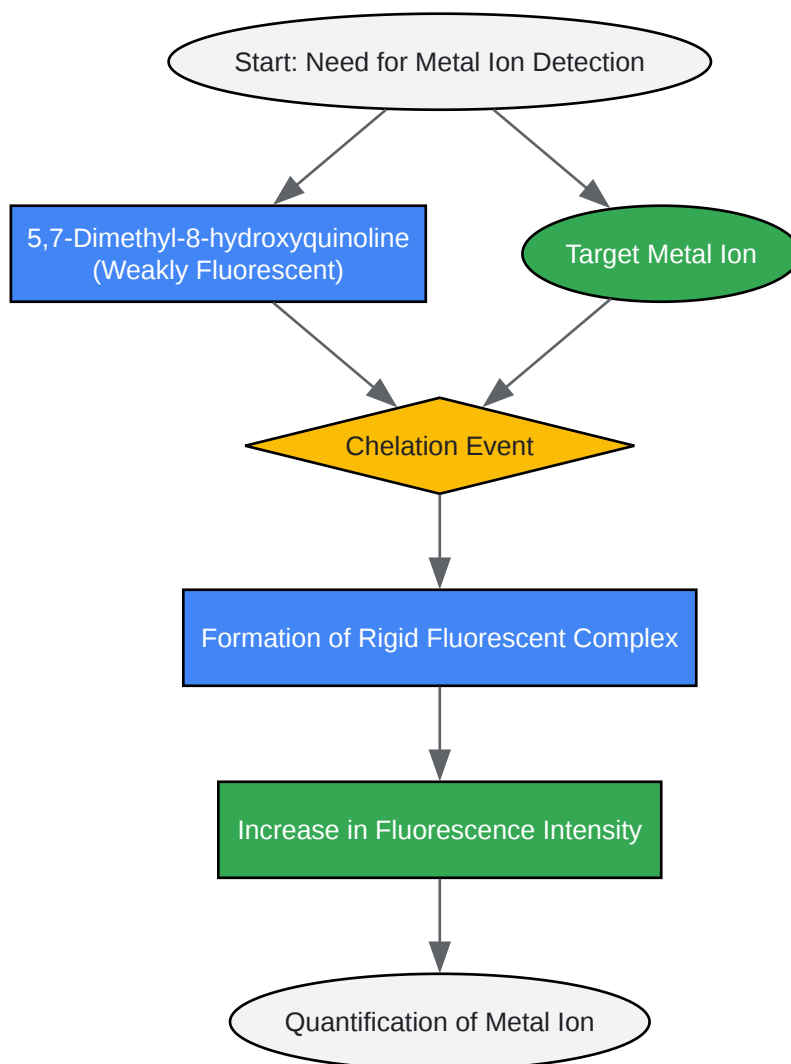 Start: Need for Metal Ion Detection
5,7-Dimethyl-8-hydroxyquinoline
(Weakly Fluorescent)
Target Metal Ion
Chelation Event
Formation of Rigid Fluorescent Complex
Increase in Fluorescence Intensity
Quantification of Metal Ion